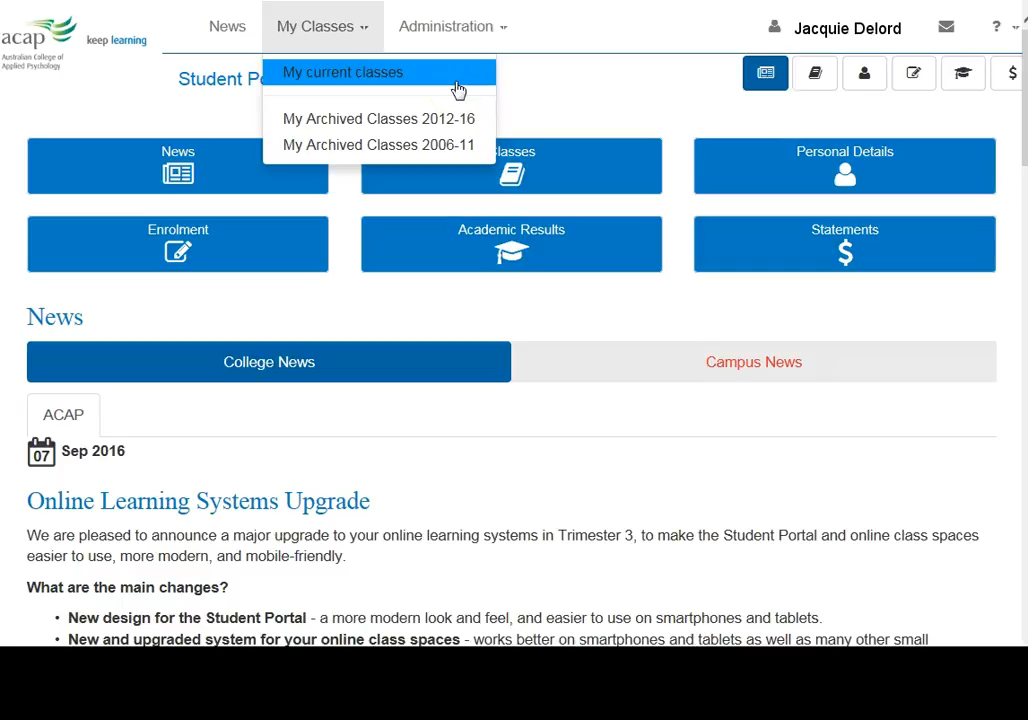 acap
keep learning
Australian College of
Applied Psychology
News
My Classes
Administration
Jacquie Delord
?
Student Po
My current classes
My Archived Classes 2012-16
My Archived Classes 2006-11
$
News
Classes
Personal Details
Enrolment
Academic Results
Statements
$
News
College News
Campus News
ACAP
07
Sep 2016
Online Learning Systems Upgrade
We are pleased to announce a major upgrade to your online learning systems in Trimester 3, to make the Student Portal and online class spaces
easier to use, more modern, and mobile-friendly.
What are the main changes?
• New design for the Student Portal - a more modern look and feel, and easier to use on smartphones and tablets.
• New and upgraded system for your online class spaces - works better on smartphones and tablets as well as many other small